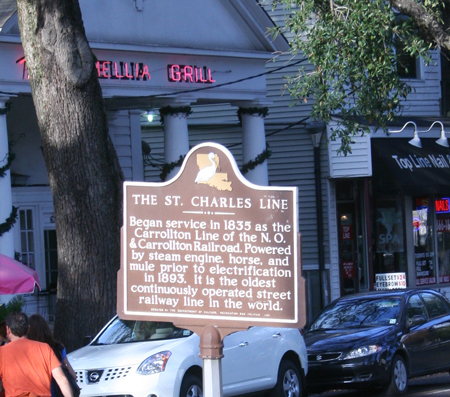 MELLIA GRILL
Top Line Nail
THE ST. CHARLES LINE
Began service in 1835 as the
Carrollton Line of the N. O.
& Carrollton Railroad. Powered
by steam engine, horse, and
mule prior to electrification
in 1893. It is the oldest
continuously operated street
railway line in the world.